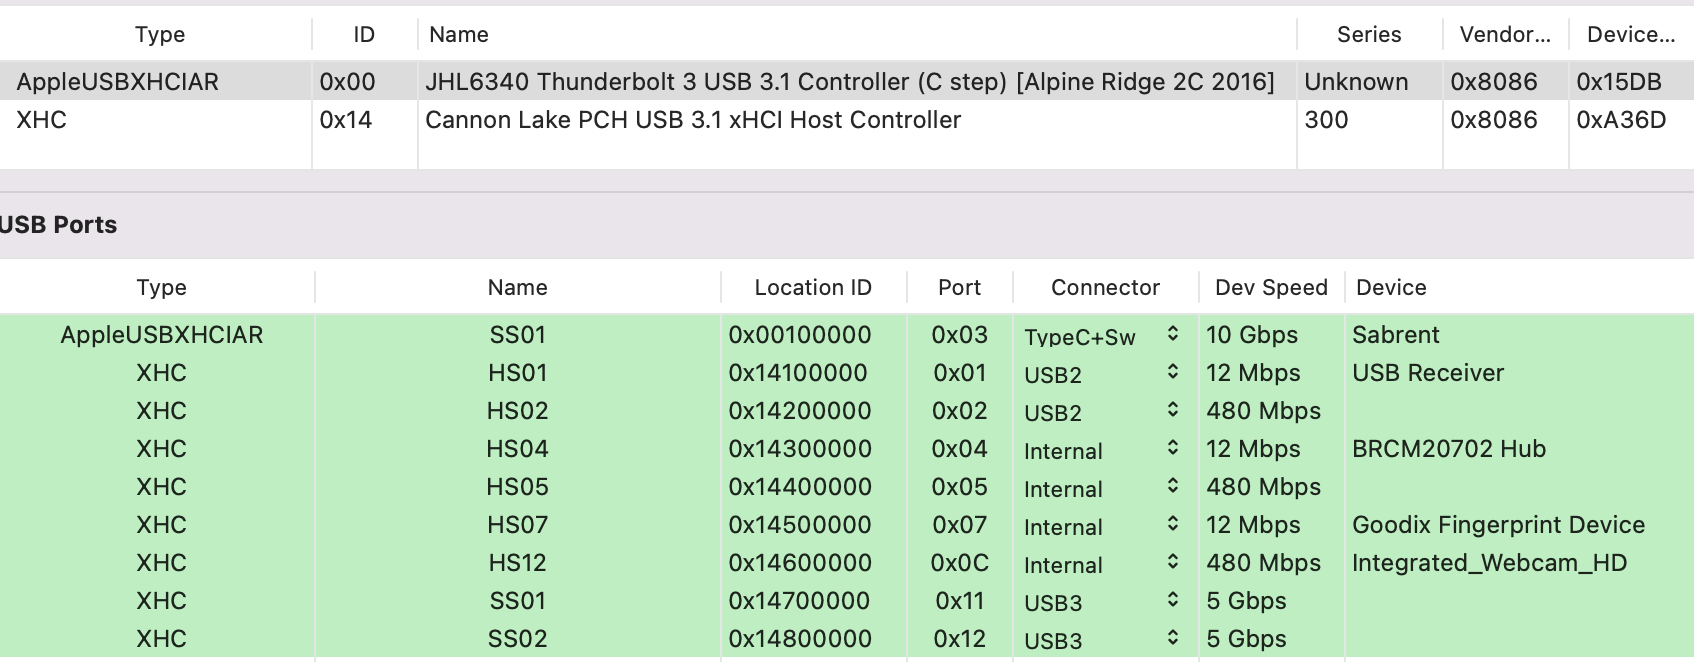 Type ID Name Series Vendor... Device...
AppleUSBXHCIAR 0x00 JHL6340 Thunderbolt 3 USB 3.1 Controller (C step) [Alpine Ridge 2C 2016] Unknown 0x8086 0x15DB
XHC 0x14 Cannon Lake PCH USB 3.1 xHCI Host Controller 300 0x8086 0xA36D
USB Ports
Type Name Location ID Port Connector Dev Speed Device
AppleUSBXHCIAR SS01 0x00100000 0x03 TypeC+Sw 10 Gbps Sabrent
XHC HS01 0x14100000 0x01 USB2 12 Mbps USB Receiver
XHC HS02 0x14200000 0x02 USB2 480 Mbps
XHC HS04 0x14300000 0x04 Internal 12 Mbps BRCM20702 Hub
XHC HS05 0x14400000 0x05 Internal 480 Mbps
XHC HS07 0x14500000 0x07 Internal 12 Mbps Goodix Fingerprint Device
XHC HS12 0x14600000 0x0C Internal 480 Mbps Integrated_Webcam_HD
XHC SS01 0x14700000 0x11 USB3 5 Gbps
XHC SS02 0x14800000 0x12 USB3 5 Gbps